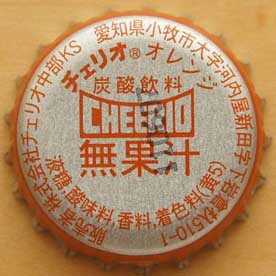 チェリオ® オレンジ
炭酸飲料
CHEERIO
無果汁
液糖,酸味料,香料,着色料(黄5)
販売者 株式会社チェリオ中部KS 愛知県小牧市大字河内屋新田字下岩倉杁510-1